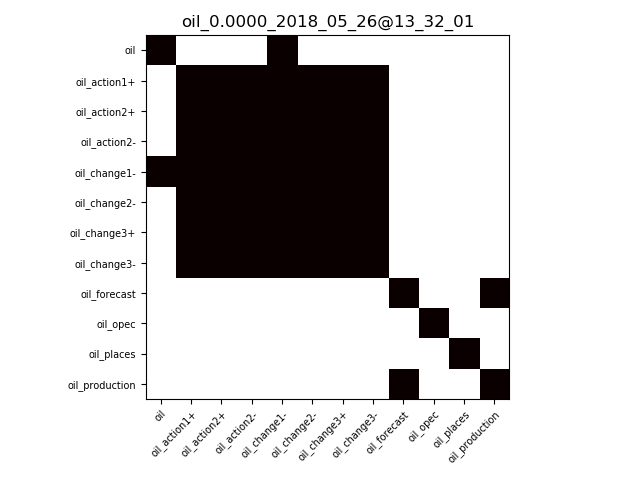 oil_0.0000_2018_05_26@13_32_01
oil
oil_action1+
oil_action2+
oil_action2-
oil_change1-
oil_change2-
oil_change3+
oil_change3-
oil_forecast
oil_opec
oil_places
oil_production
oil
oil_action1+
oil_action2+
oil_action2-
oil_change1-
oil_change2-
oil_change3+
oil_change3-
oil_forecast
oil_opec
oil_places
oil_production